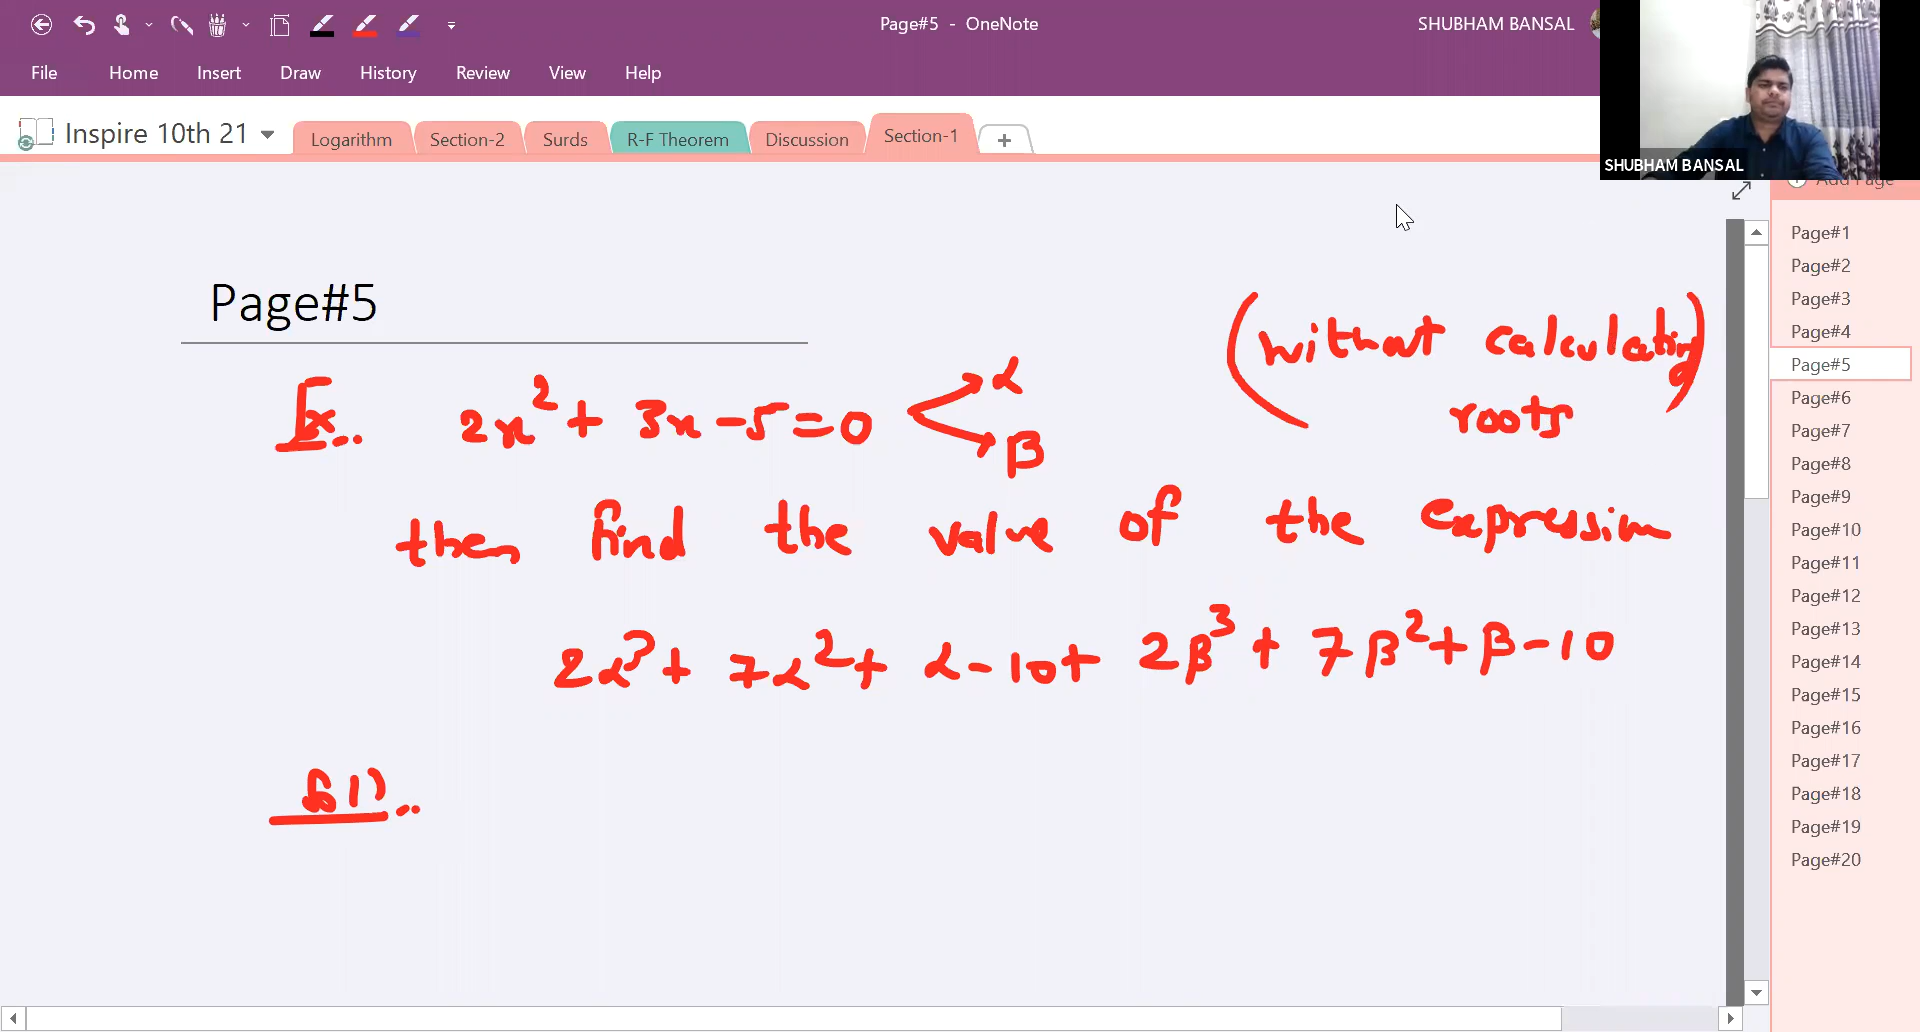 Page#5 - OneNote
SHUBHAM BANSAL
File Home Insert Draw History Review View Help
SHUBHAM BANSAL
Inspire 10th 21
Logarithm Section-2 Surds R-F Theorem Discussion Section-1
Add Page
Page#1
Page#2
Page#3
Page#4
Page#5
Page#6
Page#7
Page#8
Page#9
Page#10
Page#11
Page#12
Page#13
Page#14
Page#15
Page#16
Page#17
Page#18
Page#19
Page#20
Page#5
(without calculating
roots
Ex. 2x² + 3x - 5 = 0 α
β
then find the value of the expression
2α³ + 7α² + α - 10 + 2β³ + 7β² + β - 10
Sol)